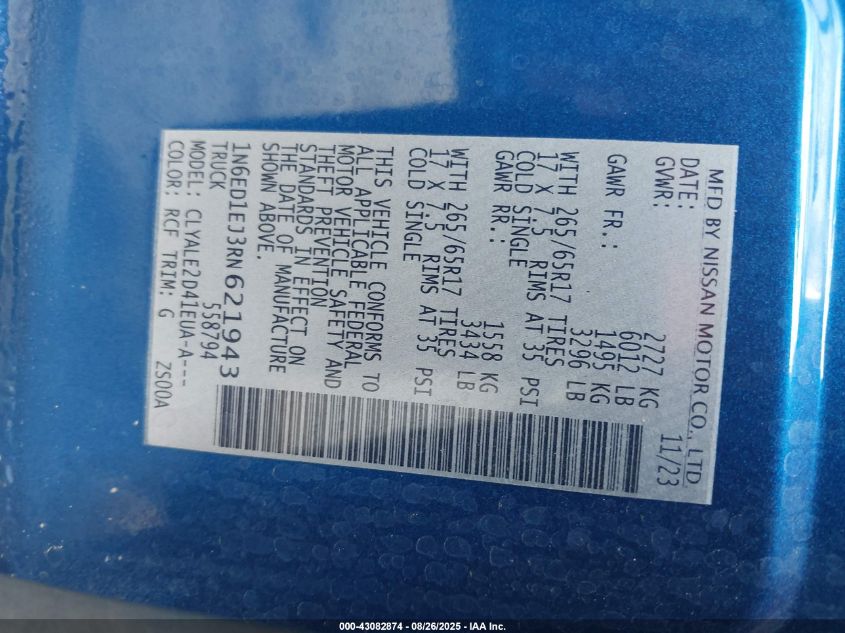 MFD BY NISSAN MOTOR CO., LTD.
DATE: 11/23
GVWR: 2727 KG
6012 LB
GAWR FR.: 1495 KG
3296 LB
WITH 265/65R17 TIRES
17 X 7.5 RIMS AT 35 PSI
COLD SINGLE
GAWR RR.: 1558 KG
3434 LB
WITH 265/65R17 TIRES
17 X 7.5 RIMS AT 35 PSI
COLD SINGLE
THIS VEHICLE CONFORMS TO
ALL APPLICABLE FEDERAL
MOTOR VEHICLE SAFETY AND
THEFT PREVENTION
STANDARDS IN EFFECT ON
THE DATE OF MANUFACTURE
SHOWN ABOVE.
1N6ED1EJ3RN621943
TRUCK 558794
MODEL: CLYALE2D41EUA-A---
COLOR: RCF TRIM: G ZS00A
000-43082874 - 08/26/2025 - IAA Inc.